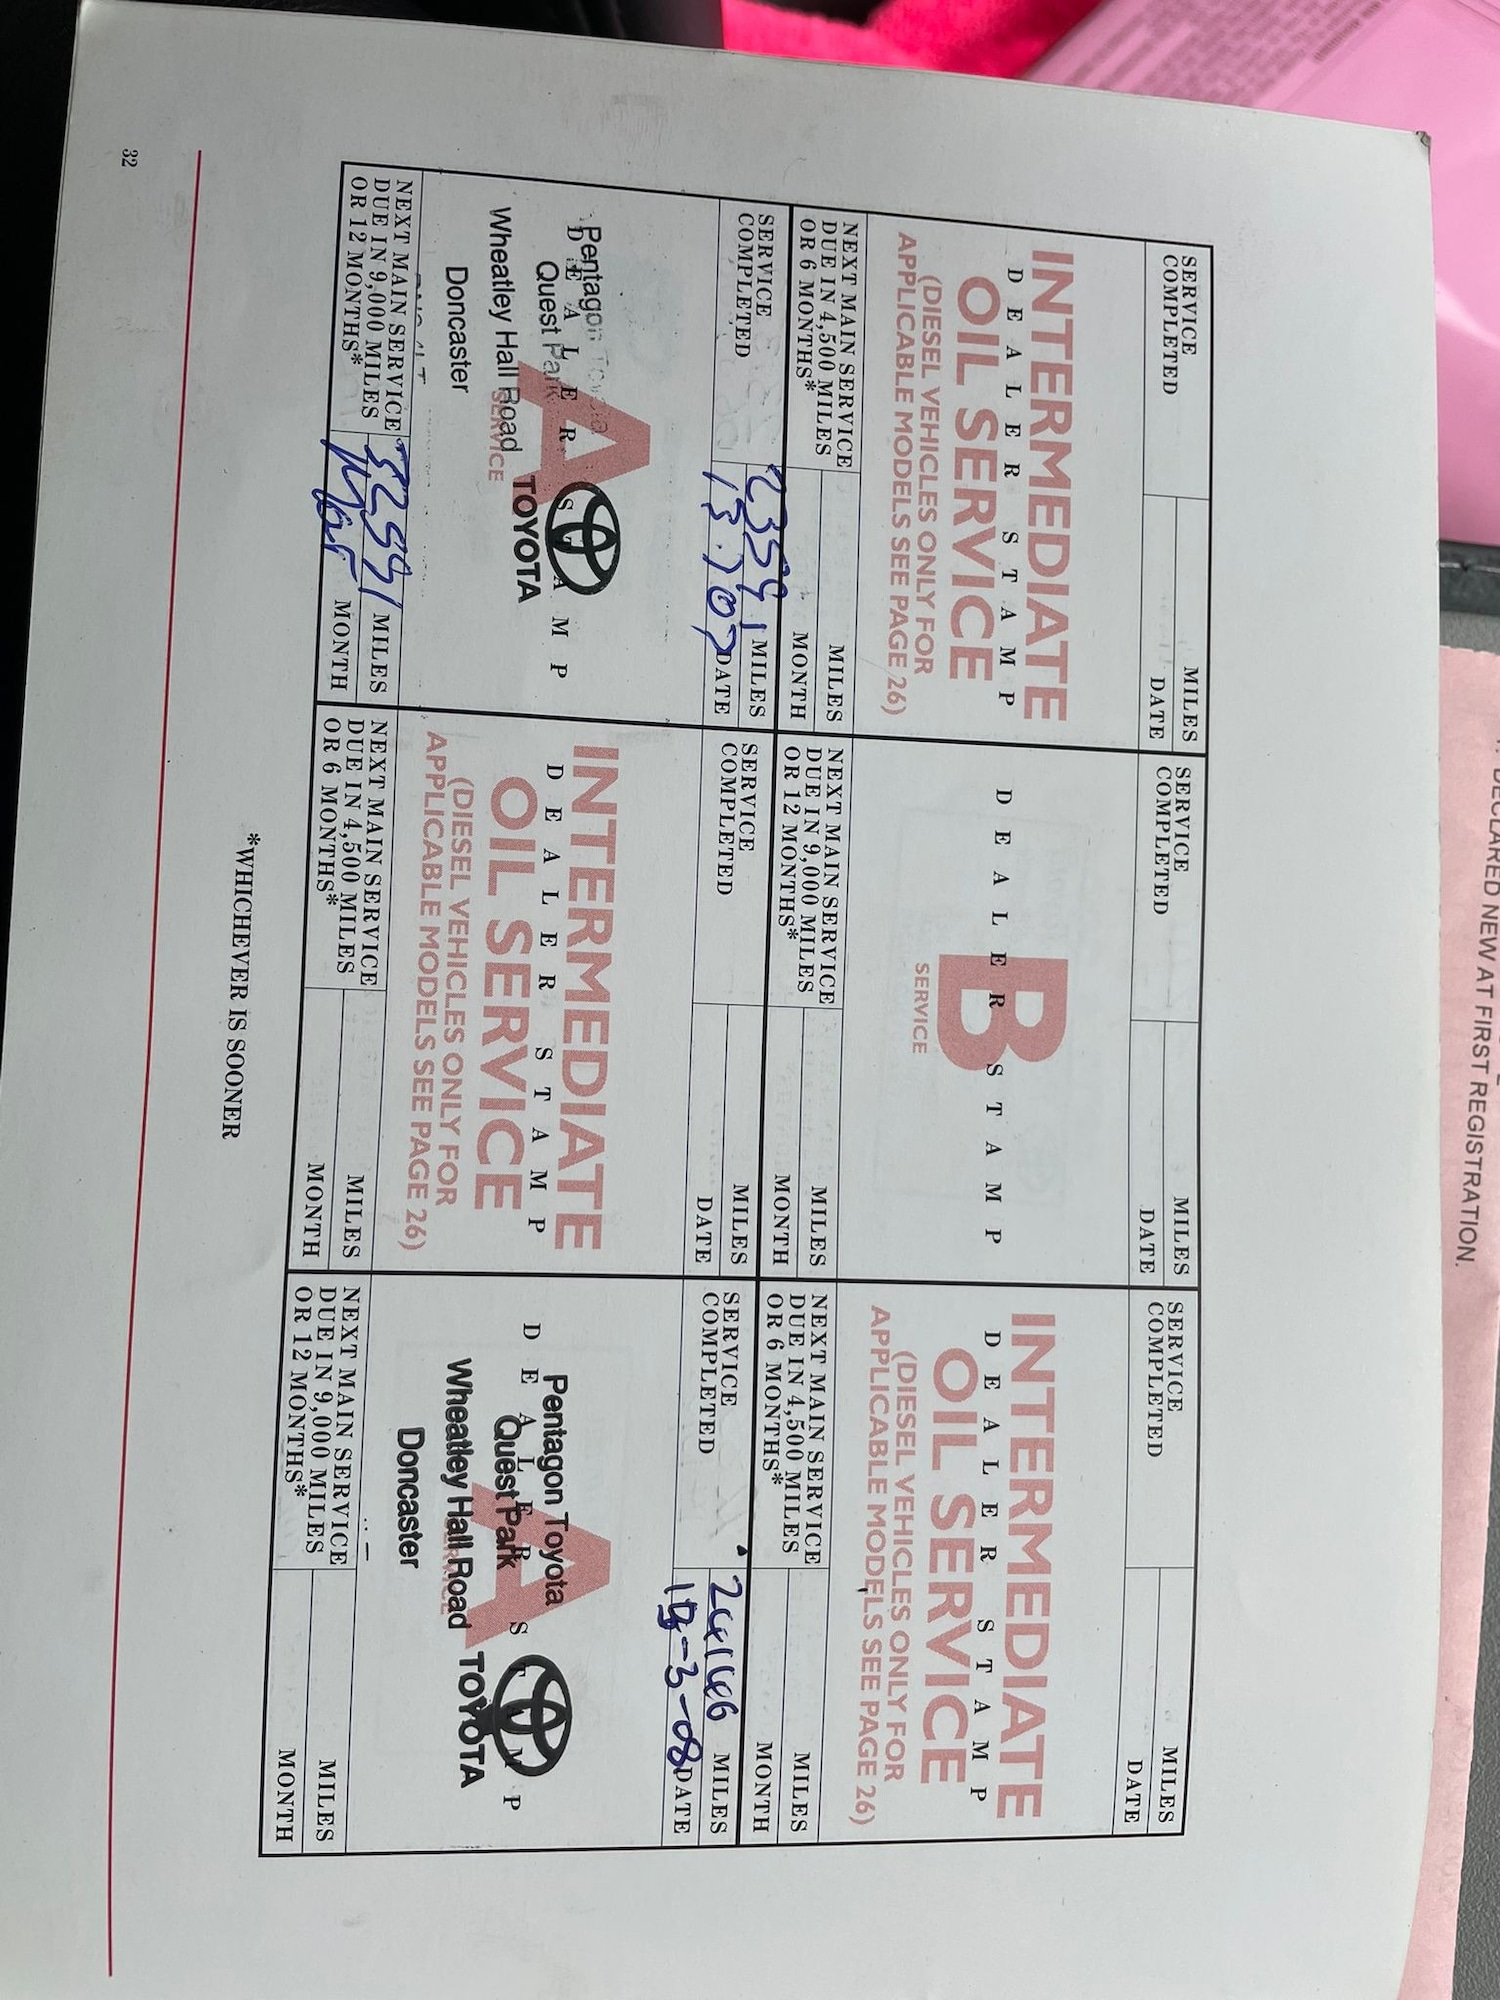 SERVICE
COMPLETED
MILES
DATE
INTERMEDIATE
DEALER STAMP
OIL SERVICE
(DIESEL VEHICLES ONLY FOR
APPLICABLE MODELS SEE PAGE 26)
NEXT MAIN SERVICE
DUE IN 4,500 MILES
OR 6 MONTHS*
MILES
MONTH
SERVICE
COMPLETED
MILES
DATE
DEALER STAMP
B
SERVICE
NEXT MAIN SERVICE
DUE IN 9,000 MILES
OR 12 MONTHS*
MILES
MONTH
SERVICE
COMPLETED
MILES
DATE
INTERMEDIATE
DEALER STAMP
OIL SERVICE
(DIESEL VEHICLES ONLY FOR
APPLICABLE MODELS SEE PAGE 26)
NEXT MAIN SERVICE
DUE IN 4,500 MILES
OR 6 MONTHS*
MILES
MONTH
SERVICE
COMPLETED
23591 MILES
DATE
Pentagon Toyota
DEALER STAMP
Quest Park
A
Wheatley Hall Road
SERVICE
TOYOTA
Doncaster
NEXT MAIN SERVICE
DUE IN 9,000 MILES
OR 12 MONTHS*
32591 MILES
MONTH
SERVICE
COMPLETED
MILES
DATE
INTERMEDIATE
DEALER STAMP
OIL SERVICE
(DIESEL VEHICLES ONLY FOR
APPLICABLE MODELS SEE PAGE 26)
NEXT MAIN SERVICE
DUE IN 4,500 MILES
OR 6 MONTHS*
MILES
MONTH
SERVICE
COMPLETED
24166 MILES
DATE
Pentagon Toyota
DEALER STAMP
Quest Park
A
Wheatley Hall Road
SERVICE
TOYOTA
Doncaster
NEXT MAIN SERVICE
DUE IN 9,000 MILES
OR 12 MONTHS*
MILES
MONTH
*WHICHEVER IS SOONER
32
DECLARED NEW AT FIRST REGISTRATION.